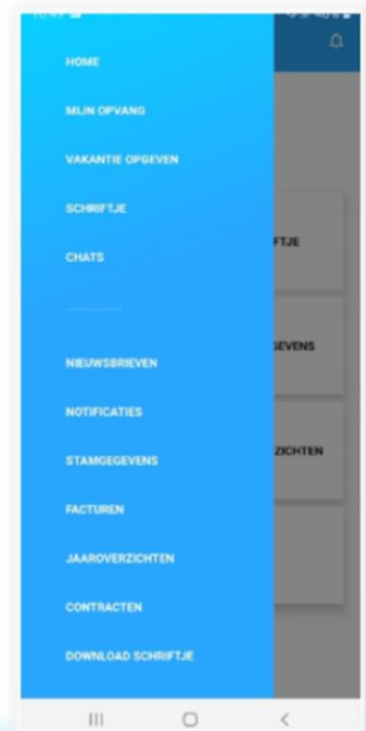 HOME
MIJN OPVANG
VAKANTIE OPGEVEN
SCHRIFTJE
CHATS
FTJE
NIEUWSBRIEVEN
EVENS
NOTIFICATIES
STAMGEGEVENS
ZICHTEN
FACTUREN
JAAROVERZICHTEN
CONTRACTEN
DOWNLOAD SCHRIFTJE